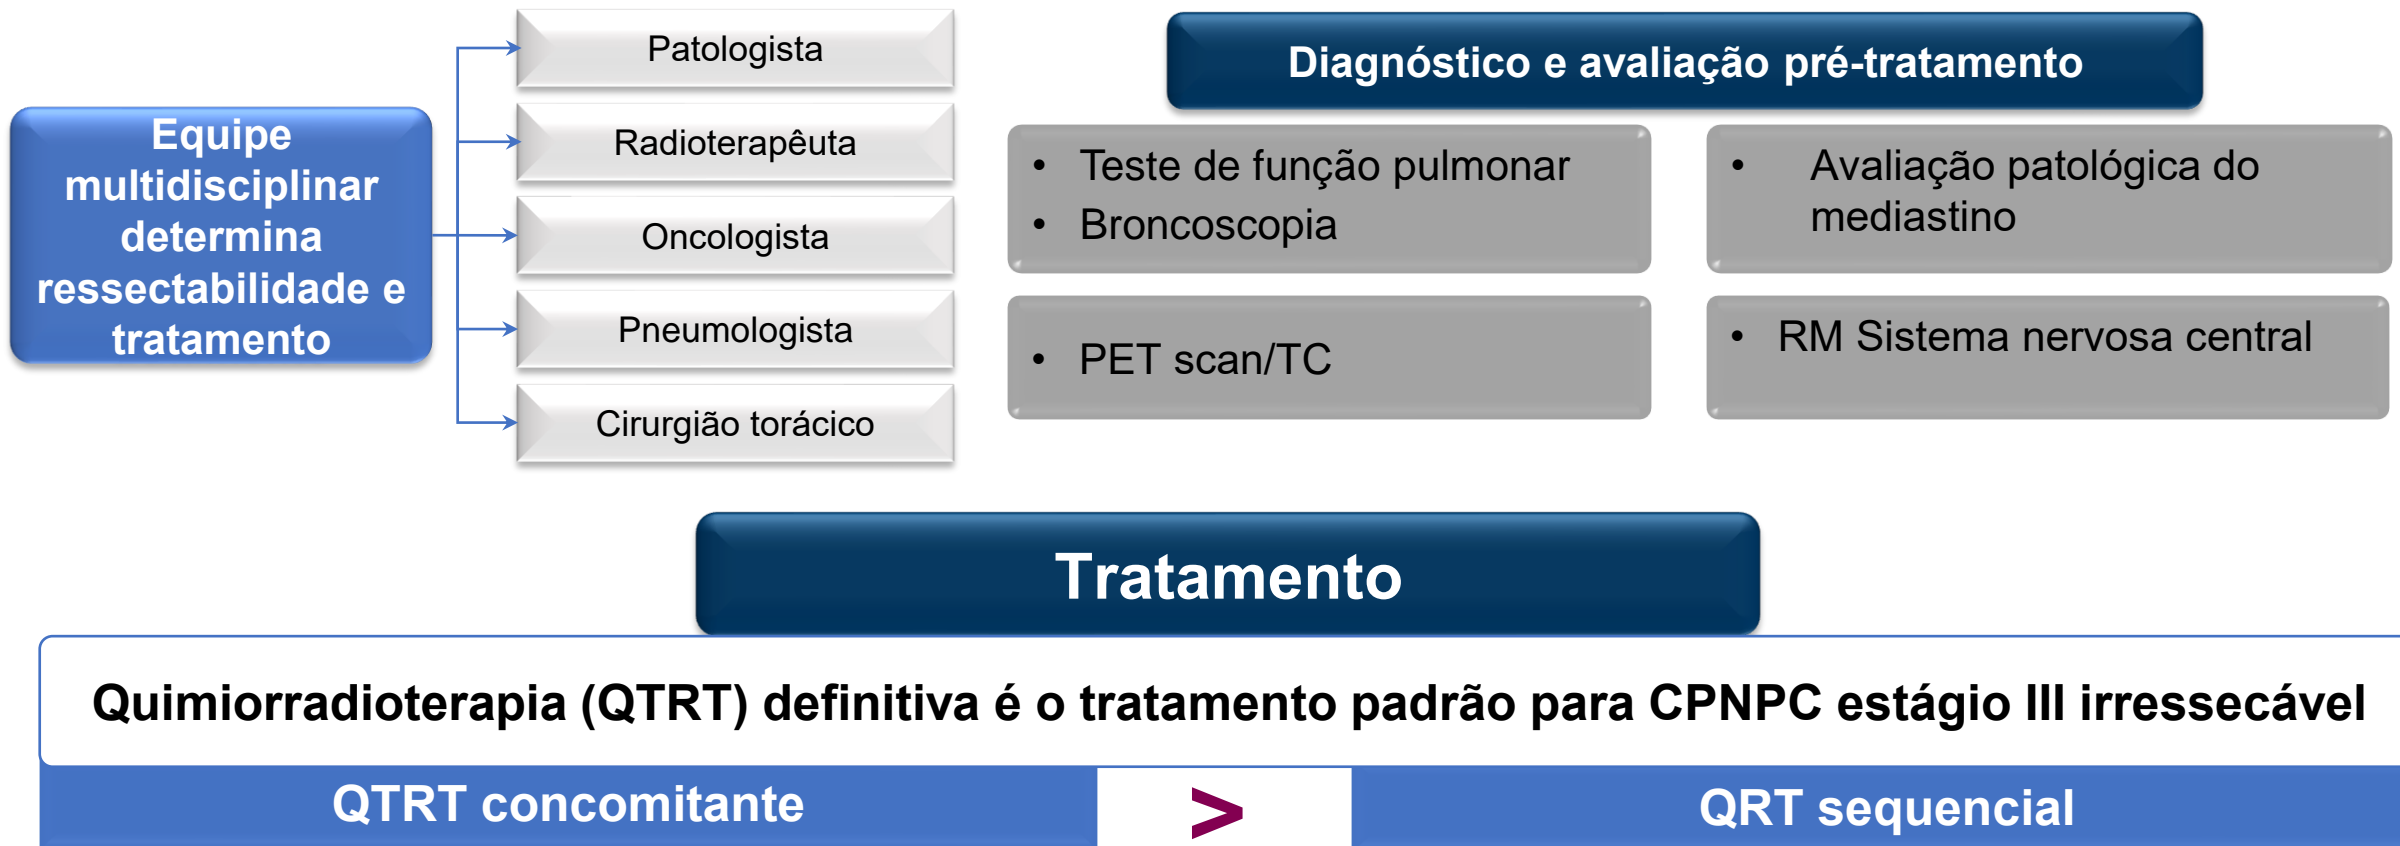 Equipe
multidisciplinar
determina
ressectabilidade e
tratamento
Patologista
Radioterapêuta
Oncologista
Pneumologista
Cirurgião torácico
Diagnóstico e avaliação pré-tratamento
• Teste de função pulmonar
• Broncoscopia
• Avaliação patológica do
mediastino
• PET scan/TC
• RM Sistema nervosa central
Tratamento
Quimiorradioterapia (QTRT) definitiva é o tratamento padrão para CPNPC estágio III irressecável
QTRT concomitante
>
QRT sequencial